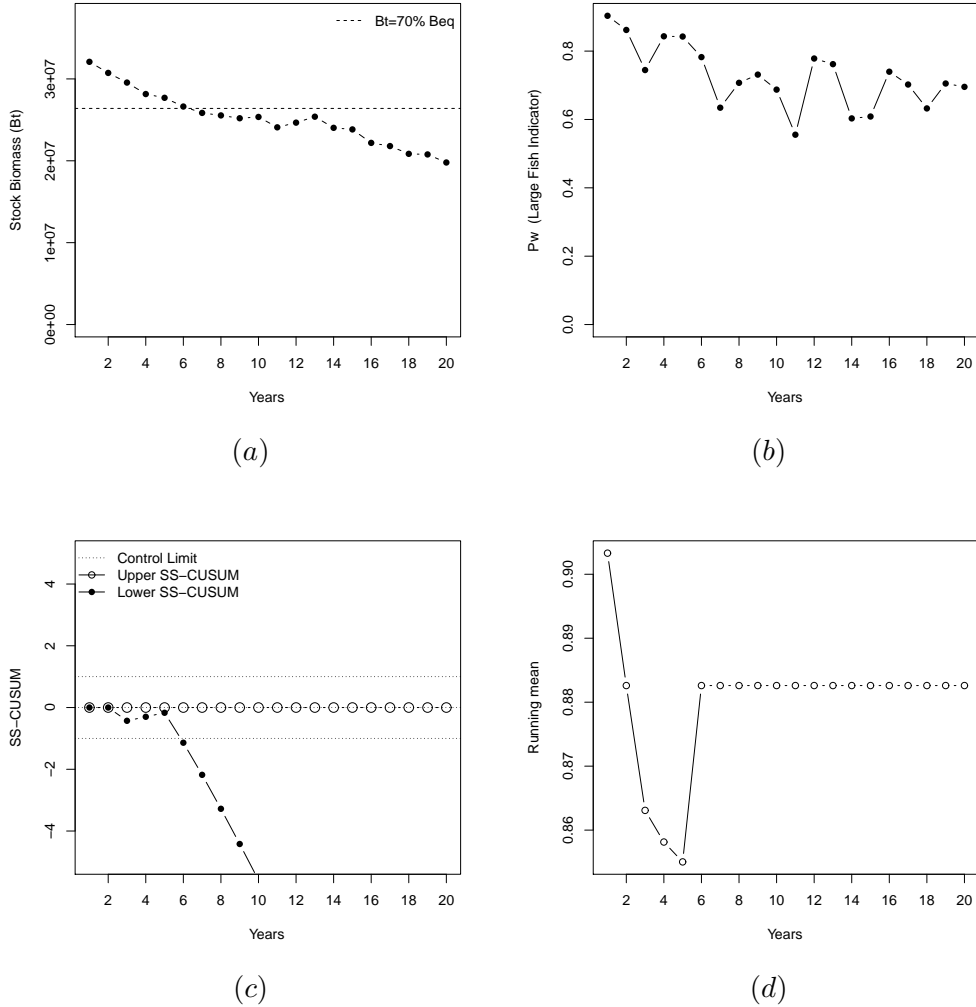 Bt=70% Beq
Stock Biomass (Bt)
0e+00 1e+07 2e+07 3e+07
2 4 6 8 10 12 14 16 18 20
Years
(a)
Pw (Large Fish Indicator)
0.0 0.2 0.4 0.6 0.8
2 4 6 8 10 12 14 16 18 20
Years
(b)
Control Limit
Upper SS−CUSUM
Lower SS−CUSUM
SS−CUSUM
−4 −2 0 2 4
2 4 6 8 10 12 14 16 18 20
Years
(c)
Running mean
0.86 0.87 0.88 0.89 0.90
2 4 6 8 10 12 14 16 18 20
Years
(d)